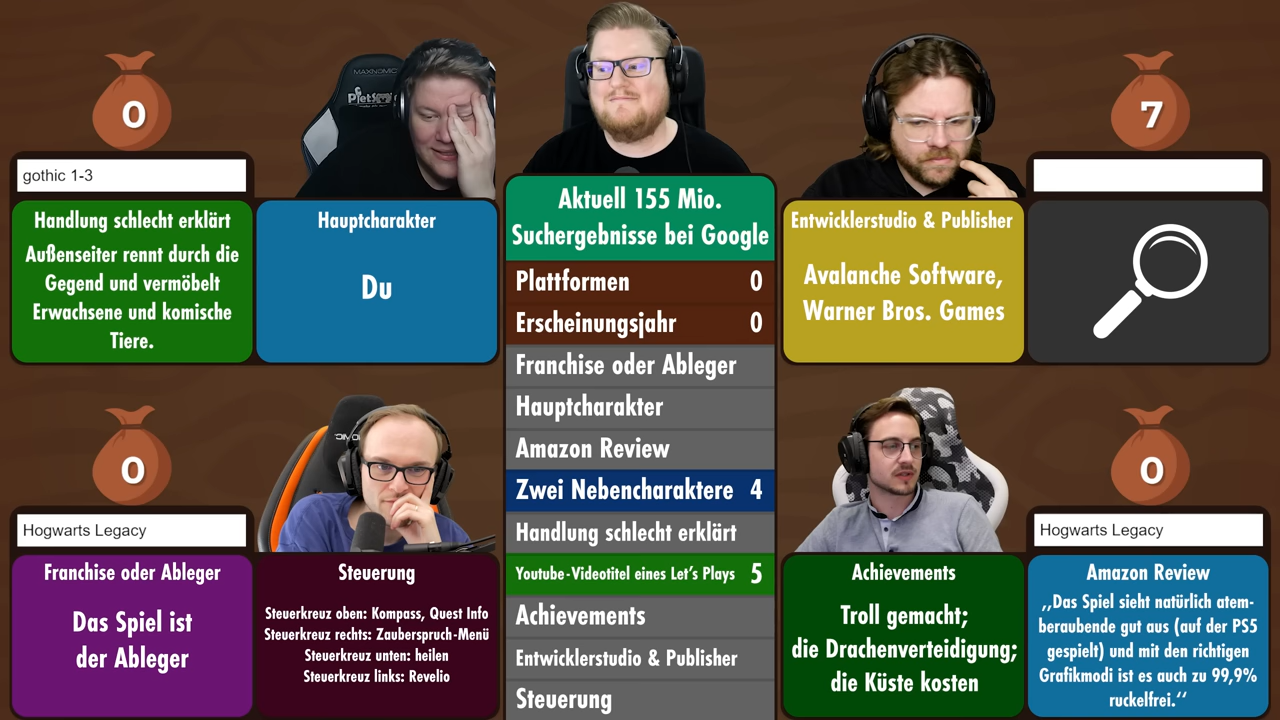 0
gothic 1-3
Handlung schlecht erklärt
Außenseiter rennt durch die
Gegend und vermöbelt
Erwachsene und komische
Tiere.
MAXNOMIC
Hauptcharakter
Du
Aktuell 155 Mio.
Suchergebnisse bei Google
Plattformen 0
Erscheinungsjahr 0
Franchise oder Ableger
Hauptcharakter
Amazon Review
Zwei Nebencharaktere 4
Handlung schlecht erklärt
Youtube-Videotitel eines Let's Plays 5
Achievements
Entwicklerstudio & Publisher
Steuerung
Entwicklerstudio & Publisher
Avalanche Software,
Warner Bros. Games
7
0
Hogwarts Legacy
Franchise oder Ableger
Das Spiel ist
der Ableger
Steuerung
Steuerkreuz oben: Kompass, Quest Info
Steuerkreuz rechts: Zauberspruch-Menü
Steuerkreuz unten: heilen
Steuerkreuz links: Revelio
Achievements
Troll gemacht;
die Drachenverteidigung;
die Küste kosten
0
Hogwarts Legacy
Amazon Review
,,Das Spiel sieht natürlich atem-
beraubende gut aus (auf der PS5
gespielt) und mit den richtigen
Grafikmodi ist es auch zu 99,9%
ruckelfrei.‘‘